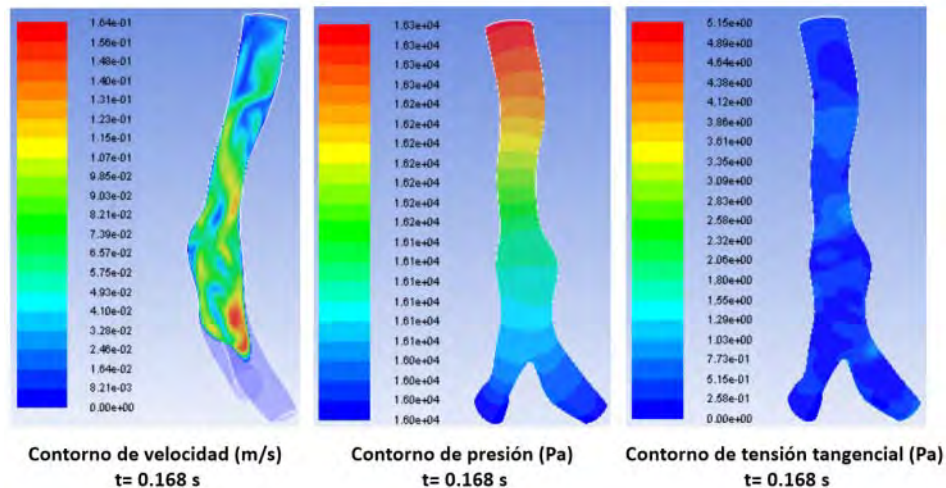 1.64e-01
1.56e-01
1.48e-01
1.40e-01
1.31e-01
1.23e-01
1.15e-01
1.07e-01
9.85e-02
9.03e-02
8.21e-02
7.39e-02
6.57e-02
5.75e-02
4.93e-02
4.10e-02
3.28e-02
2.46e-02
1.64e-02
8.21e-03
0.00e+00
1.63e+04
1.63e+04
1.63e+04
1.63e+04
1.62e+04
1.62e+04
1.62e+04
1.62e+04
1.62e+04
1.62e+04
1.61e+04
1.61e+04
1.61e+04
1.61e+04
1.61e+04
1.60e+04
1.60e+04
1.60e+04
1.60e+04
5.15e+00
4.89e+00
4.64e+00
4.38e+00
4.12e+00
3.86e+00
3.61e+00
3.35e+00
3.09e+00
2.83e+00
2.58e+00
2.32e+00
2.06e+00
1.80e+00
1.55e+00
1.29e+00
1.03e+00
7.73e-01
5.15e-01
2.58e-01
0.00e+00
Contorno de velocidad (m/s)
t= 0.168 s
Contorno de presión (Pa)
t= 0.168 s
Contorno de tensión tangencial (Pa)
t= 0.168 s